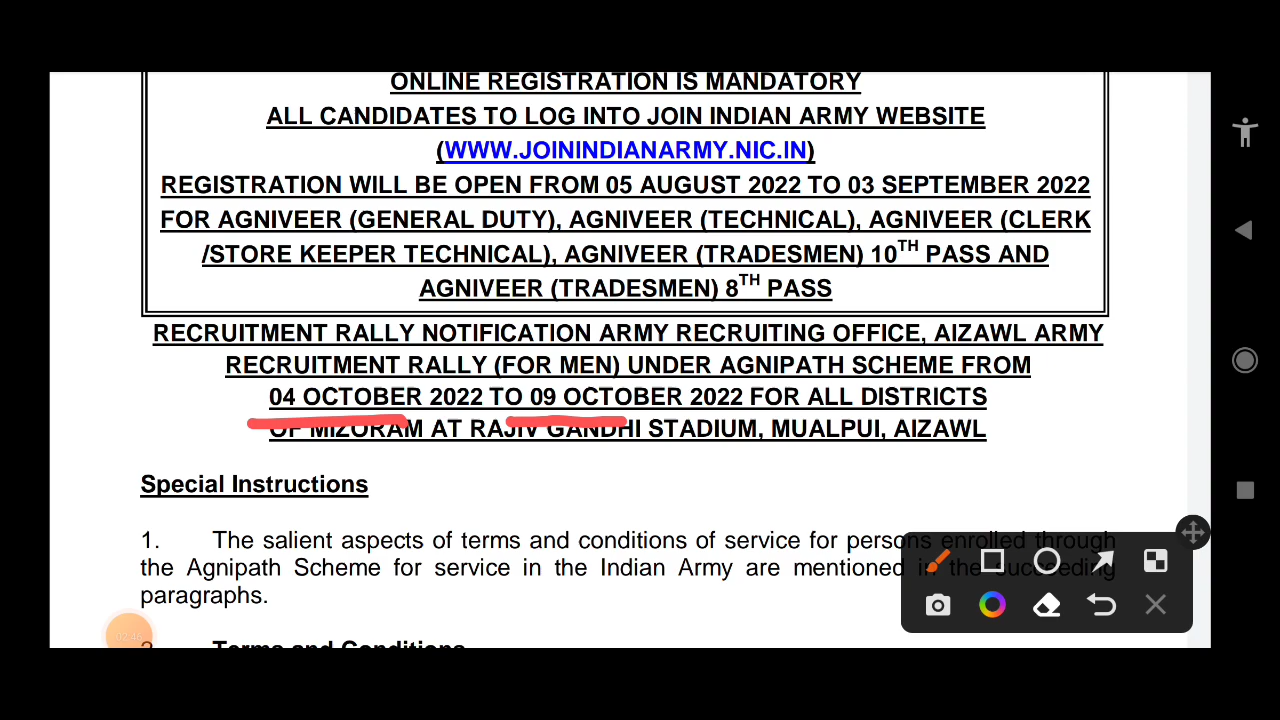 ONLINE REGISTRATION IS MANDATORY
ALL CANDIDATES TO LOG INTO JOIN INDIAN ARMY WEBSITE
(WWW.JOININDIANARMY.NIC.IN)
REGISTRATION WILL BE OPEN FROM 05 AUGUST 2022 TO 03 SEPTEMBER 2022
FOR AGNIVEER (GENERAL DUTY), AGNIVEER (TECHNICAL), AGNIVEER (CLERK
/STORE KEEPER TECHNICAL), AGNIVEER (TRADESMEN) 10TH PASS AND
AGNIVEER (TRADESMEN) 8TH PASS
RECRUITMENT RALLY NOTIFICATION ARMY RECRUITING OFFICE, AIZAWL ARMY
RECRUITMENT RALLY (FOR MEN) UNDER AGNIPATH SCHEME FROM
04 OCTOBER 2022 TO 09 OCTOBER 2022 FOR ALL DISTRICTS
OF MIZORAM AT RAJIV GANDHI STADIUM, MUALPUI, AIZAWL
Special Instructions
1. The salient aspects of terms and conditions of service for persons enrolled through
the Agnipath Scheme for service in the Indian Army are mentioned in the succeeding
paragraphs.
02:46
2. Terms and Conditions